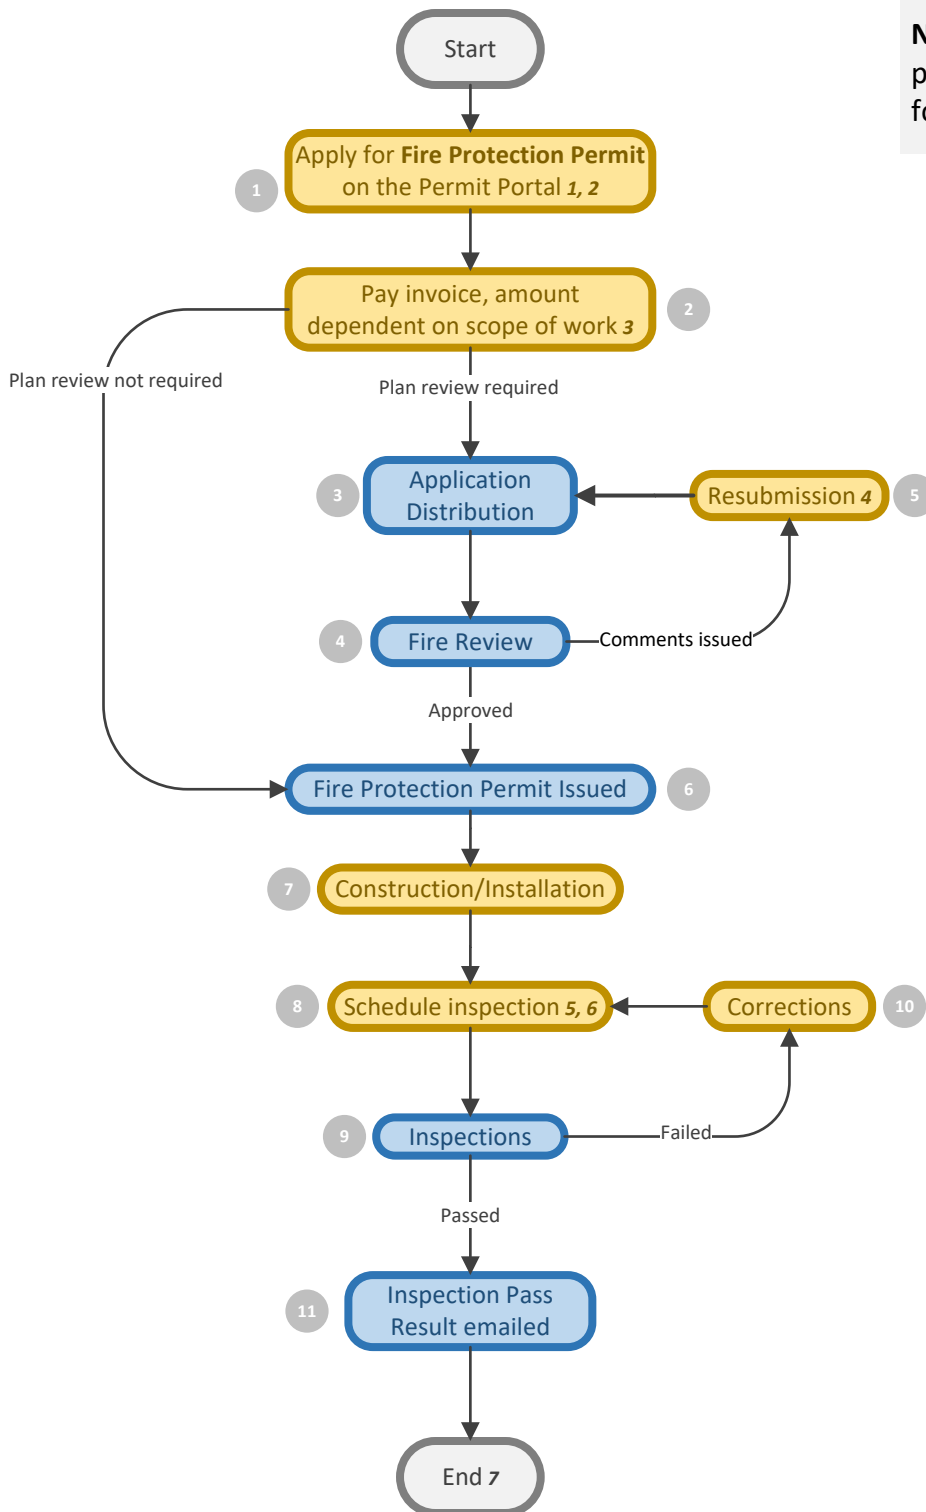 Start
N
p
fo
Apply for Fire Protection Permit
on the Permit Portal 1, 2
1
Pay invoice, amount
dependent on scope of work 3
2
Plan review not required
Plan review required
3
Application
Distribution
Resubmission 4
5
4
Fire Review
Comments issued
Approved
Fire Protection Permit Issued
6
7
Construction/Installation
8
Schedule inspection 5, 6
Corrections
10
9
Inspections
Failed
Passed
11
Inspection Pass
Result emailed
End 7